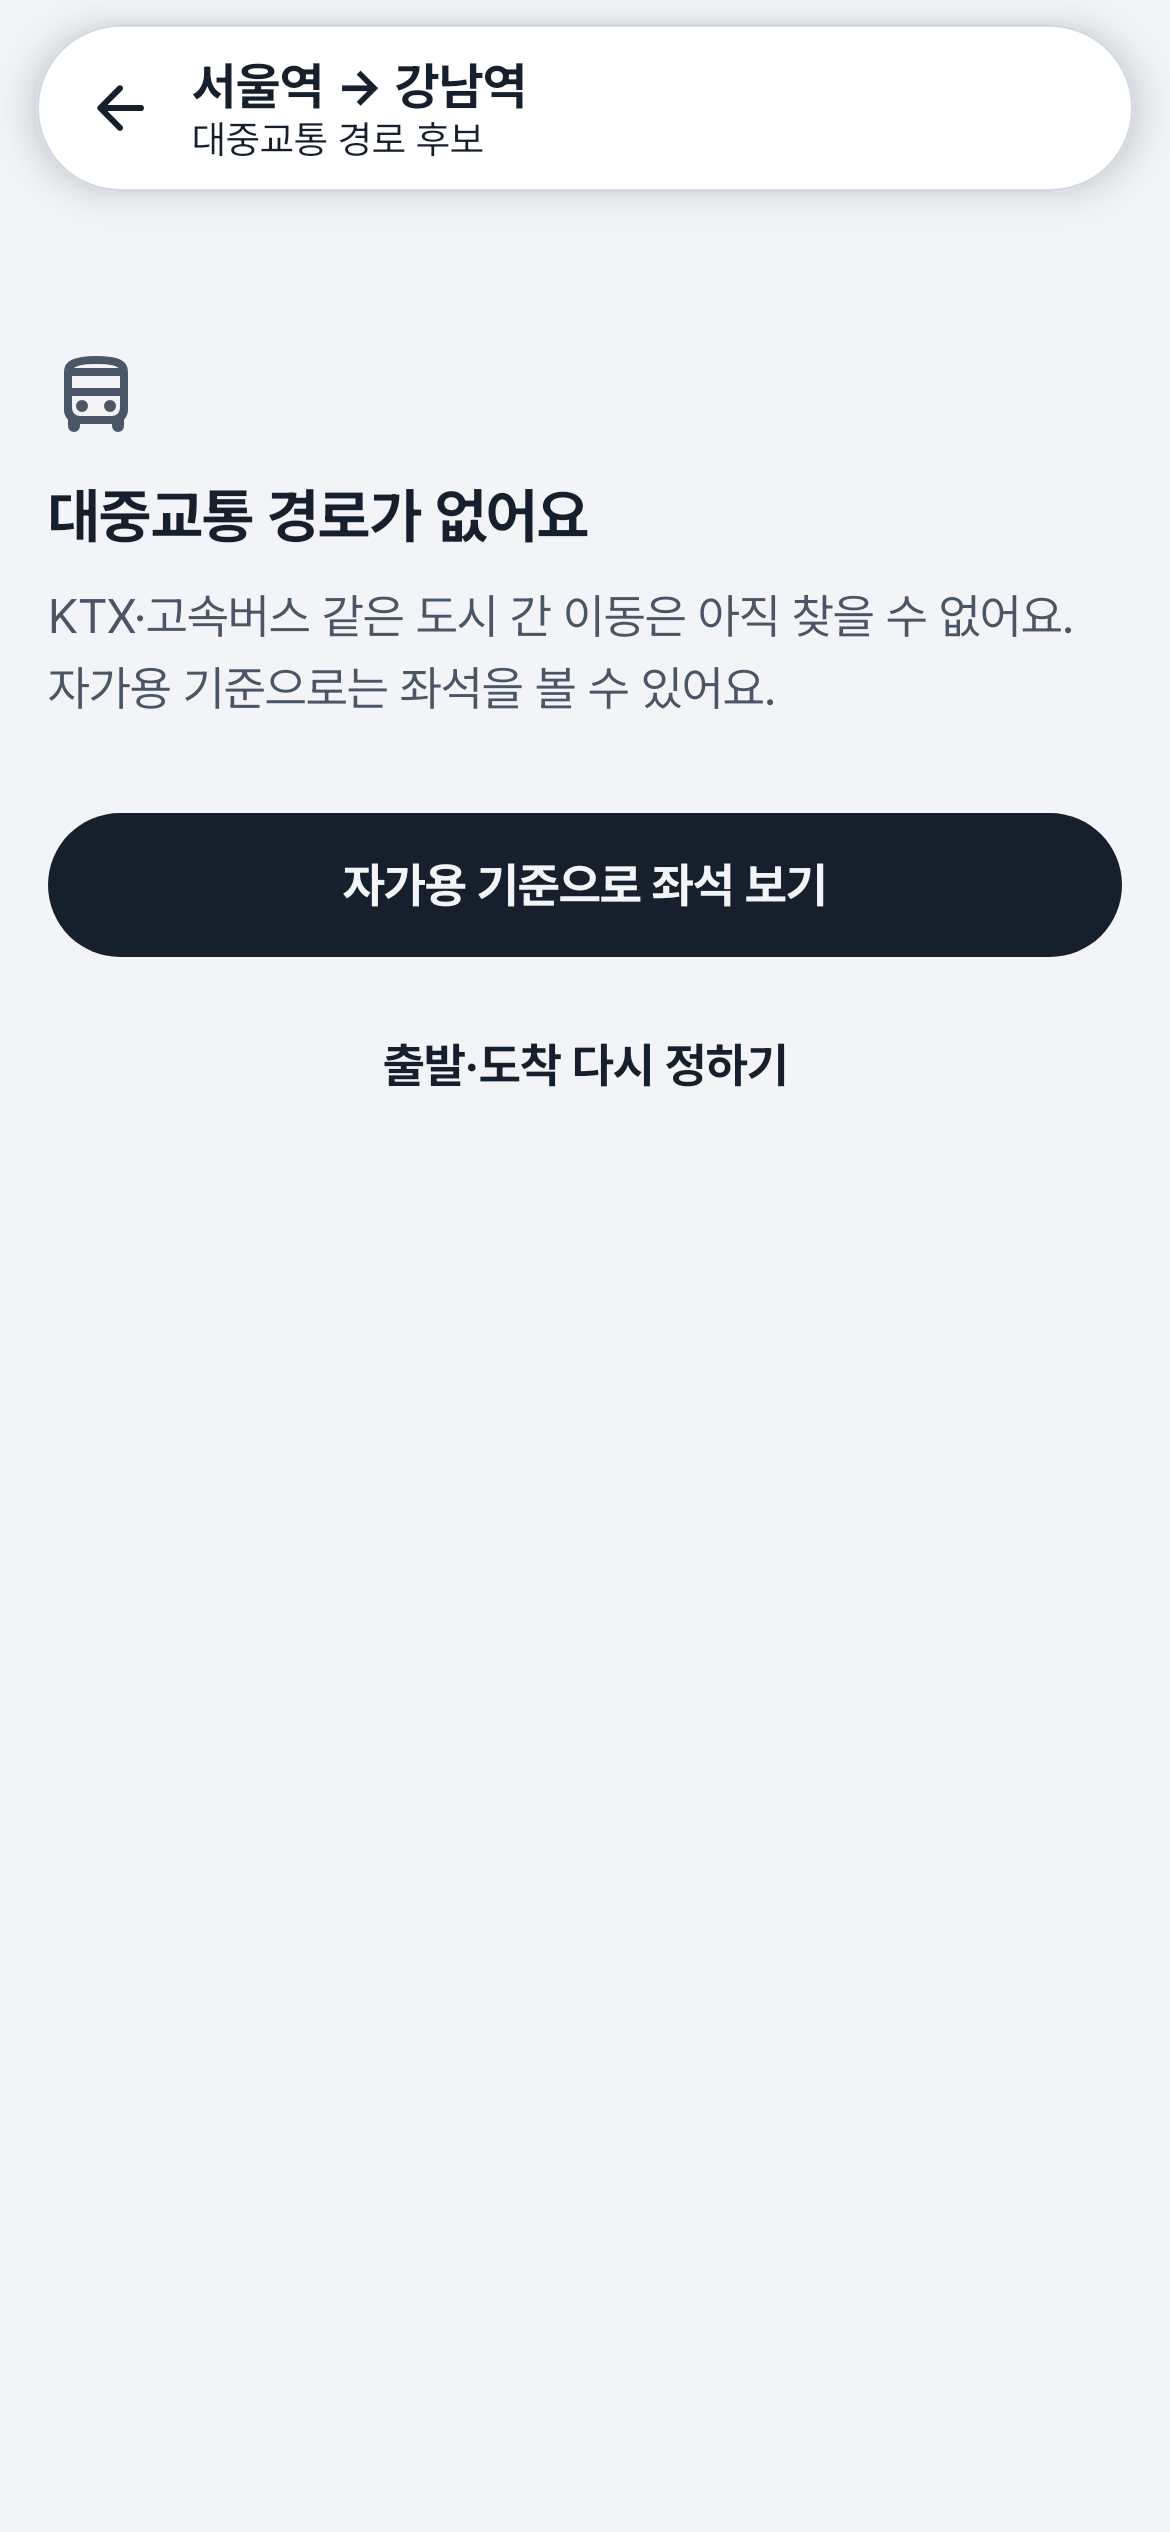 서울역 → 강남역
대중교통 경로 후보
대중교통 경로가 없어요
KTX·고속버스 같은 도시 간 이동은 아직 찾을 수 없어요.
자가용 기준으로는 좌석을 볼 수 있어요.
자가용 기준으로 좌석 보기
출발·도착 다시 정하기